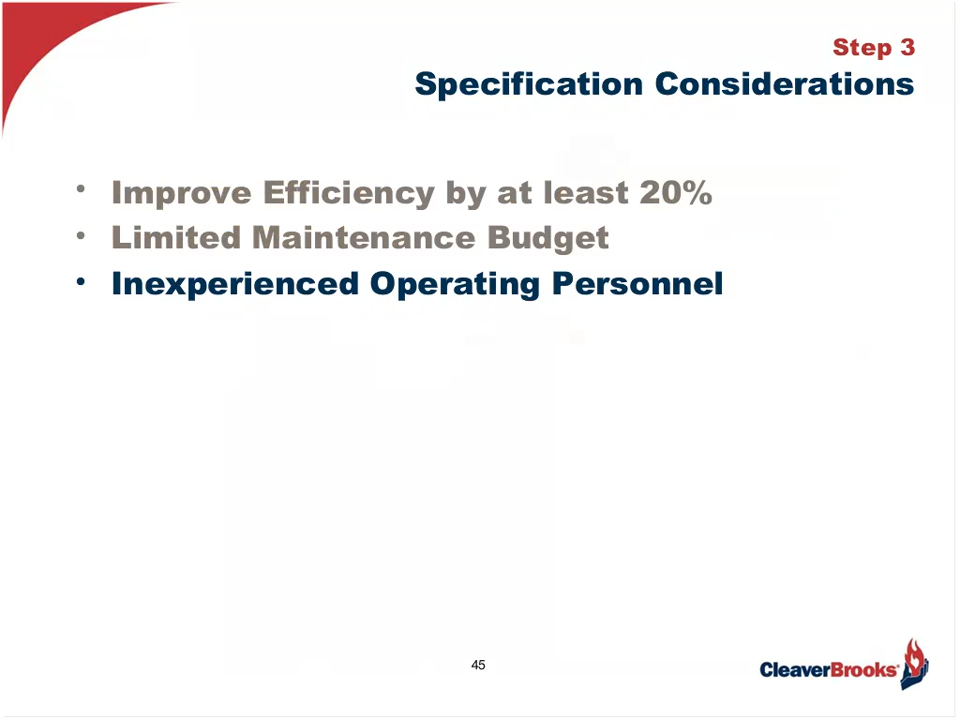 Step 3
Specification Considerations
• Improve Efficiency by at least 20%
• Limited Maintenance Budget
• Inexperienced Operating Personnel
45
CleaverBrooks®